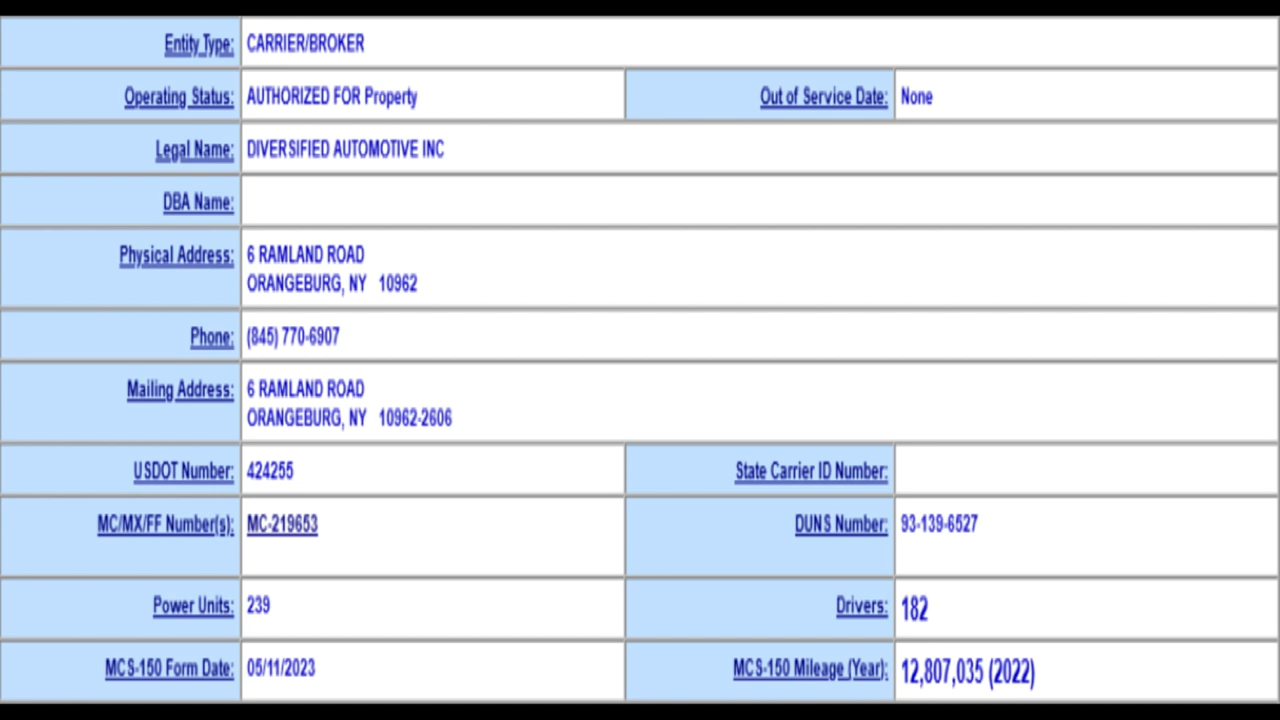 Entity Type: CARRIER/BROKER
Operating Status: AUTHORIZED FOR Property Out of Service Date: None
Legal Name: DIVERSIFIED AUTOMOTIVE INC
DBA Name:
Physical Address: 6 RAMLAND ROAD
ORANGEBURG, NY 10962
Phone: (845) 770-6907
Mailing Address: 6 RAMLAND ROAD
ORANGEBURG, NY 10962-2606
USDOT Number: 424255 State Carrier ID Number:
MC/MX/FF Number(s): MC-219653 DUNS Number: 93-139-6527
Power Units: 239 Drivers: 182
MCS-150 Form Date: 05/11/2023 MCS-150 Mileage (Year): 12,807,035 (2022)